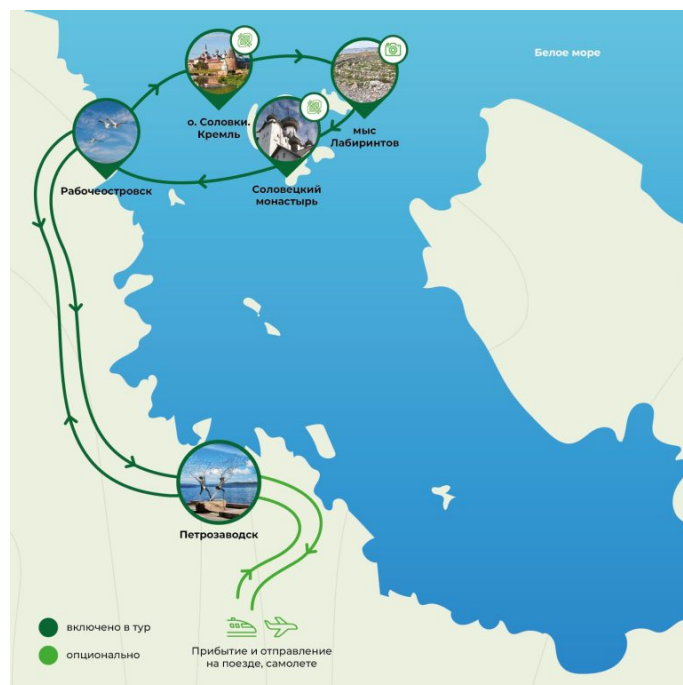 Белое море
о. Соловки.
Кремль
мыс
Лабиринтов
Рабочеостровск
Соловецкий
монастырь
Петрозаводск
включено в тур
опционально
Прибытие и отправление
на поезде, самолете